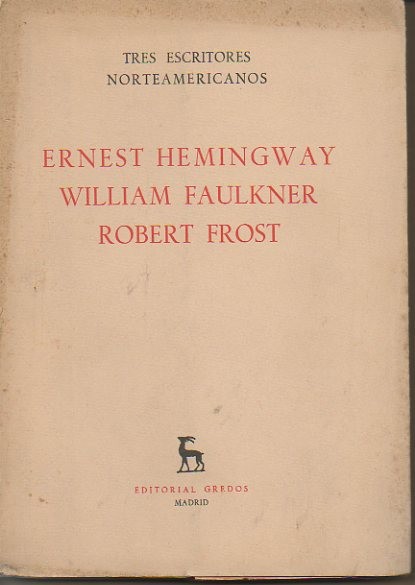 TRES ESCRITORES
NORTEAMERICANOS
ERNEST HEMINGWAY
WILLIAM FAULKNER
ROBERT FROST
EDITORIAL GREDOS
MADRID